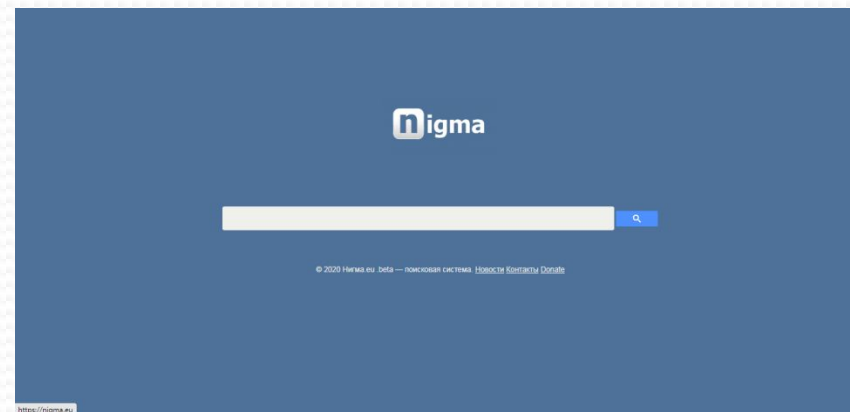 nigma
© 2020 Нигма.eu .beta — поисковая система. Новости Контакты Donate
https://nigma.eu